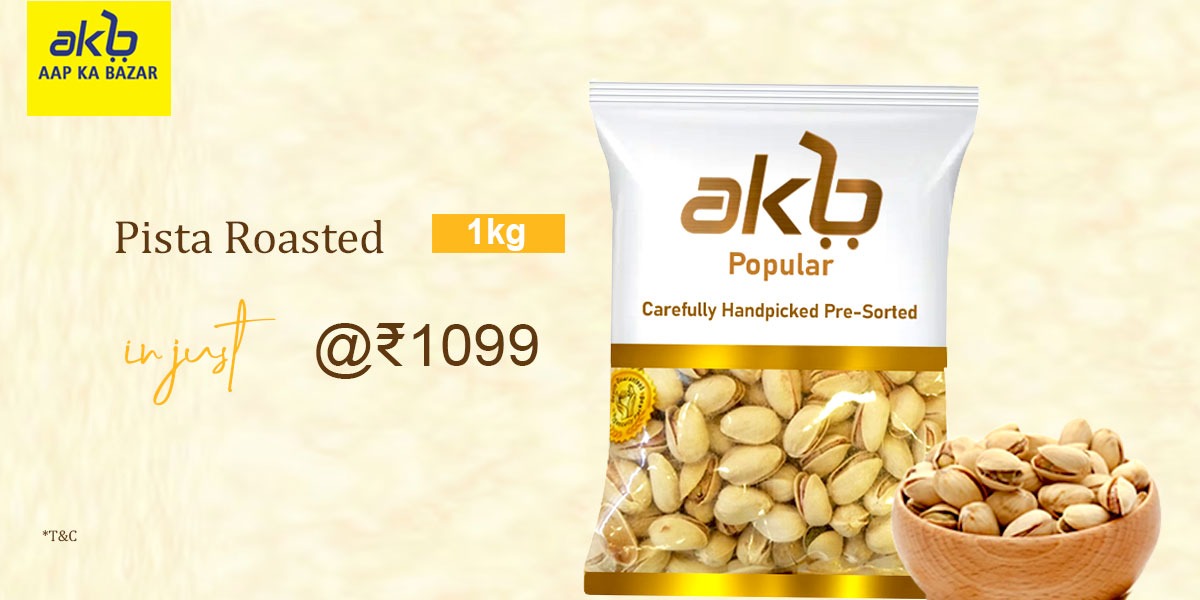 akb
AAP KA BAZAR
Pista Roasted
1kg
in just
@₹1099
*T&C
akb
Popular
Carefully Handpicked Pre-Sorted